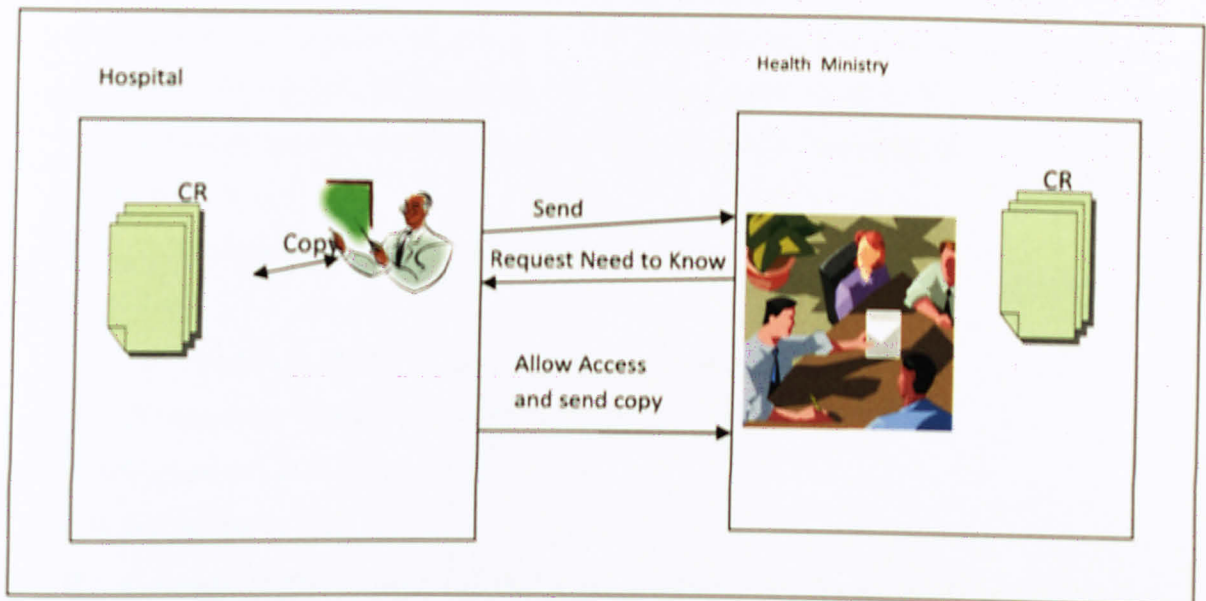 Hospital
Health Ministry
CR
CR
Copy
Send
Request Need to Know
Allow Access
and send copy